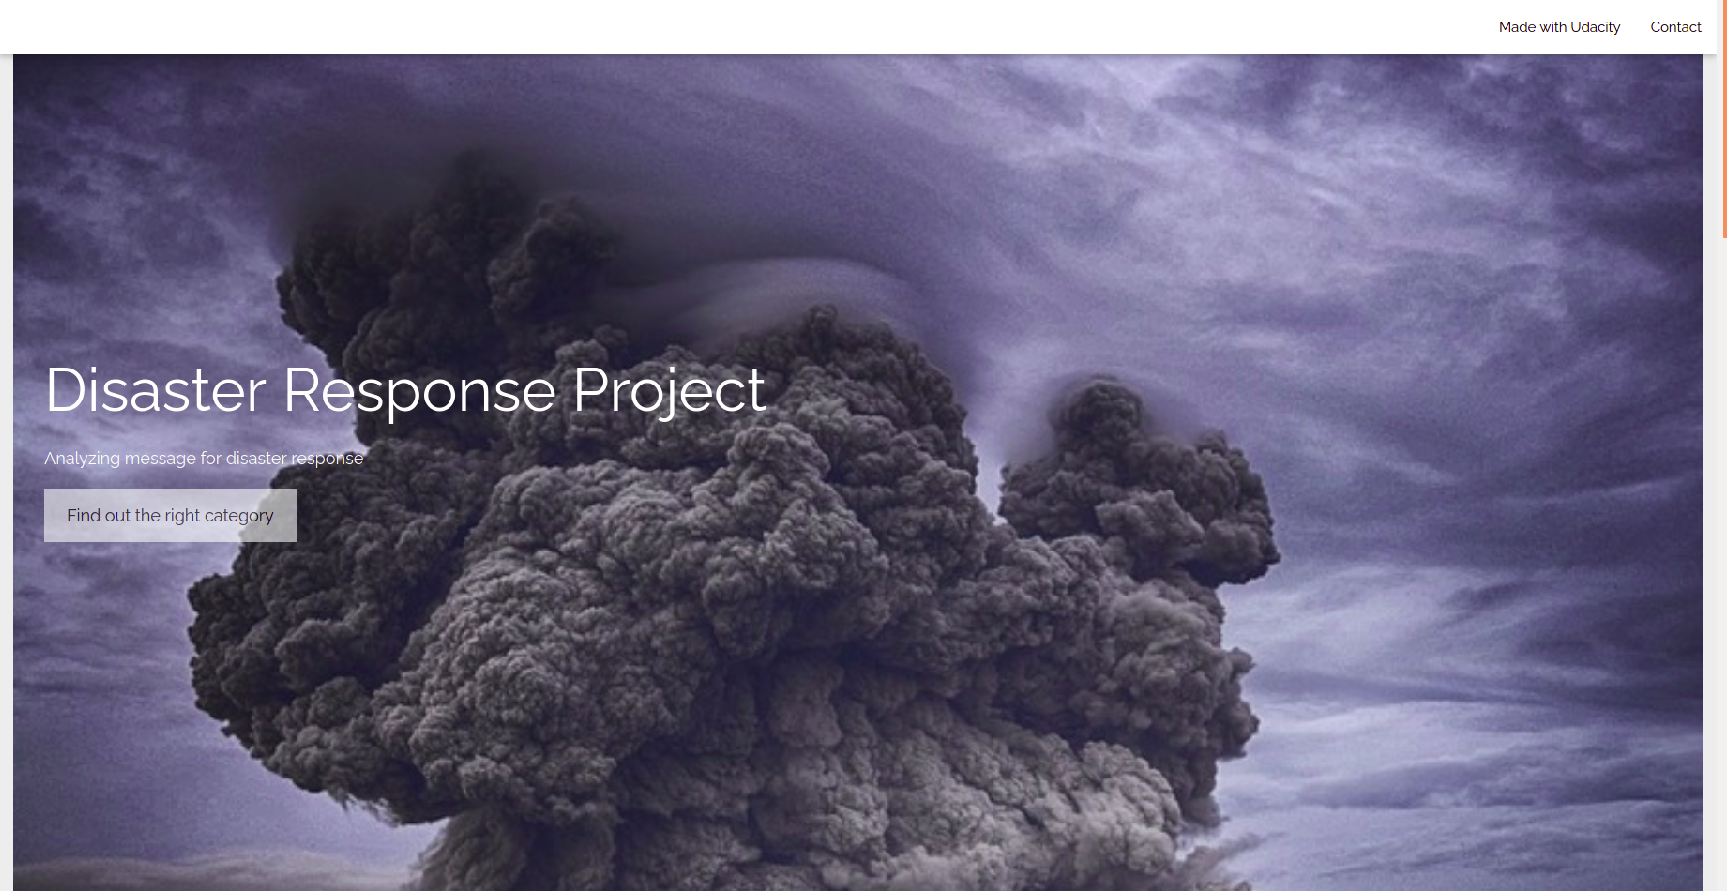 Made with Udacity Contact
Disaster Response Project
Analyzing message for disaster response
Find out the right category